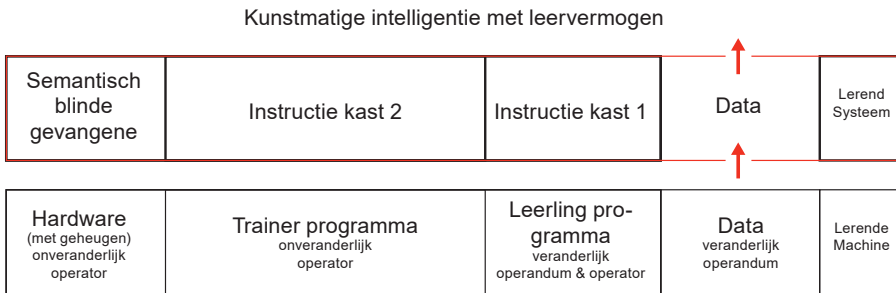 Kunstmatige intelligentie met leervermogen
Semantisch
blinde
gevangene
Instructie kast 2
Instructie kast 1
Data
Lerend
Systeem
Hardware
(met geheugen)
onveranderlijk
operator
Trainer programma
onveranderlijk
operator
Leerling pro-
gramma
veranderlijk
operandum & operator
Data
veranderlijk
operandum
Lerende
Machine